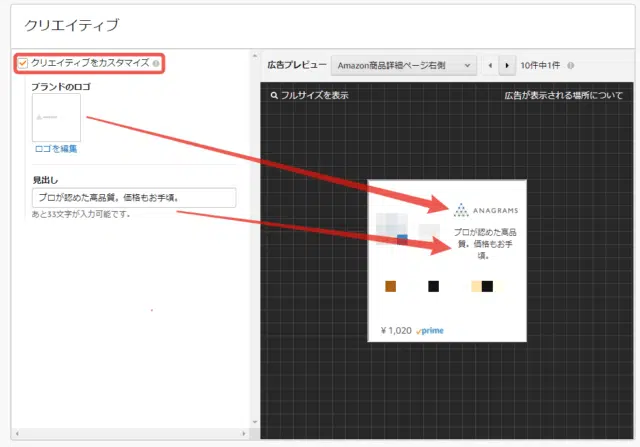 クリエイティブ
クリエイティブをカスタマイズ
広告プレビュー
Amazon商品詳細ページ右側
10件中1件
ブランドのロゴ
フルサイズを表示
広告が表示される場所について
ロゴを編集
見出し
プロが認めた高品質。価格もお手頃。
あと33文字が入力可能です。
ANAGRAMS
プロが認めた高品
質。価格もお手
頃。
¥ 1,020 prime